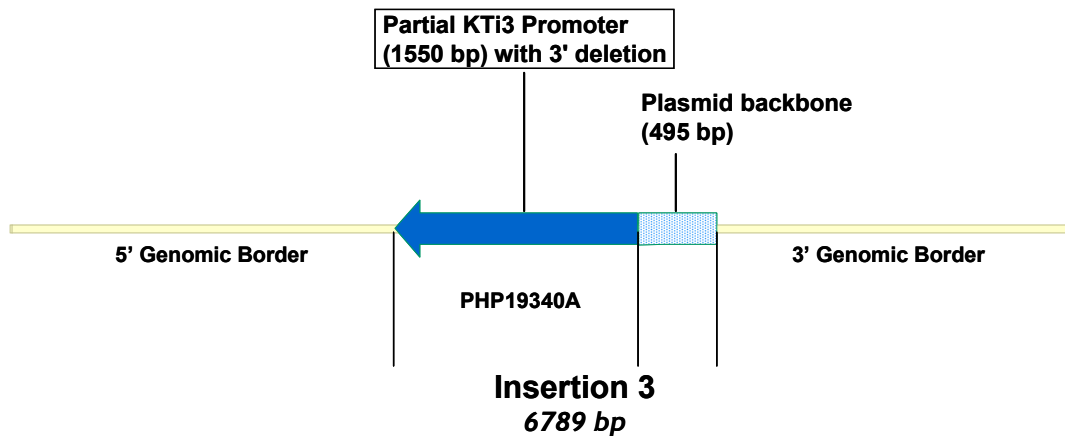 Partial KTi3 Promoter
(1550 bp) with 3' deletion
Plasmid backbone
(495 bp)
5’ Genomic Border
3’ Genomic Border
PHP19340A
Insertion 3
6789 bp